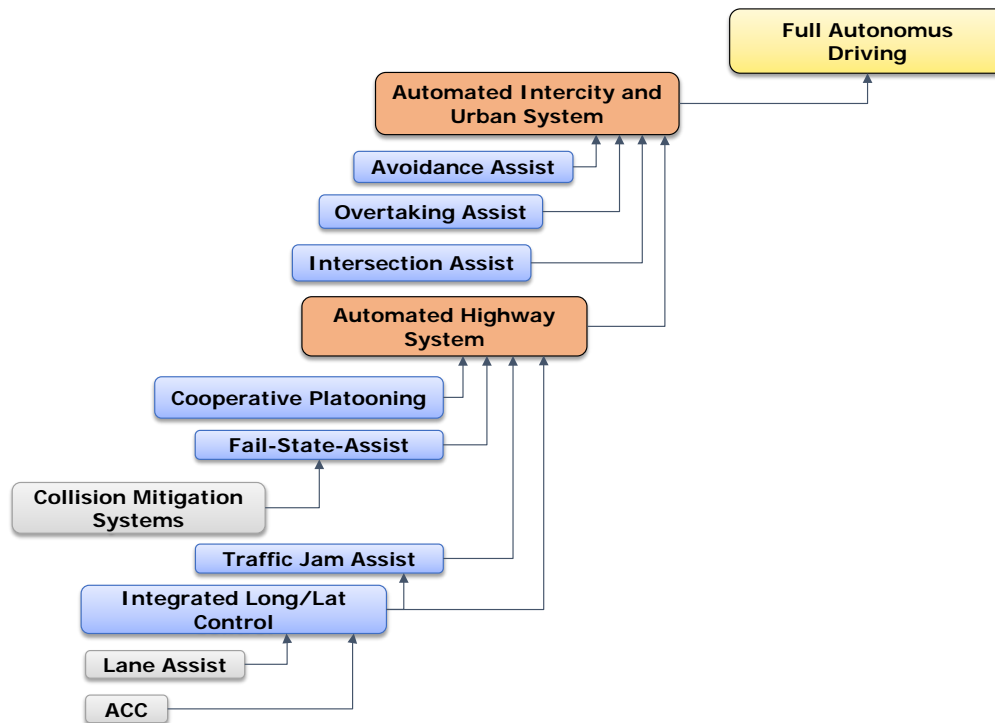 Full Autonomus
Driving
Automated Intercity and
Urban System
Avoidance Assist
Overtaking Assist
Intersection Assist
Automated Highway
System
Cooperative Platooning
Fail-State-Assist
Collision Mitigation
Systems
Traffic Jam Assist
Integrated Long/Lat
Control
Lane Assist
ACC